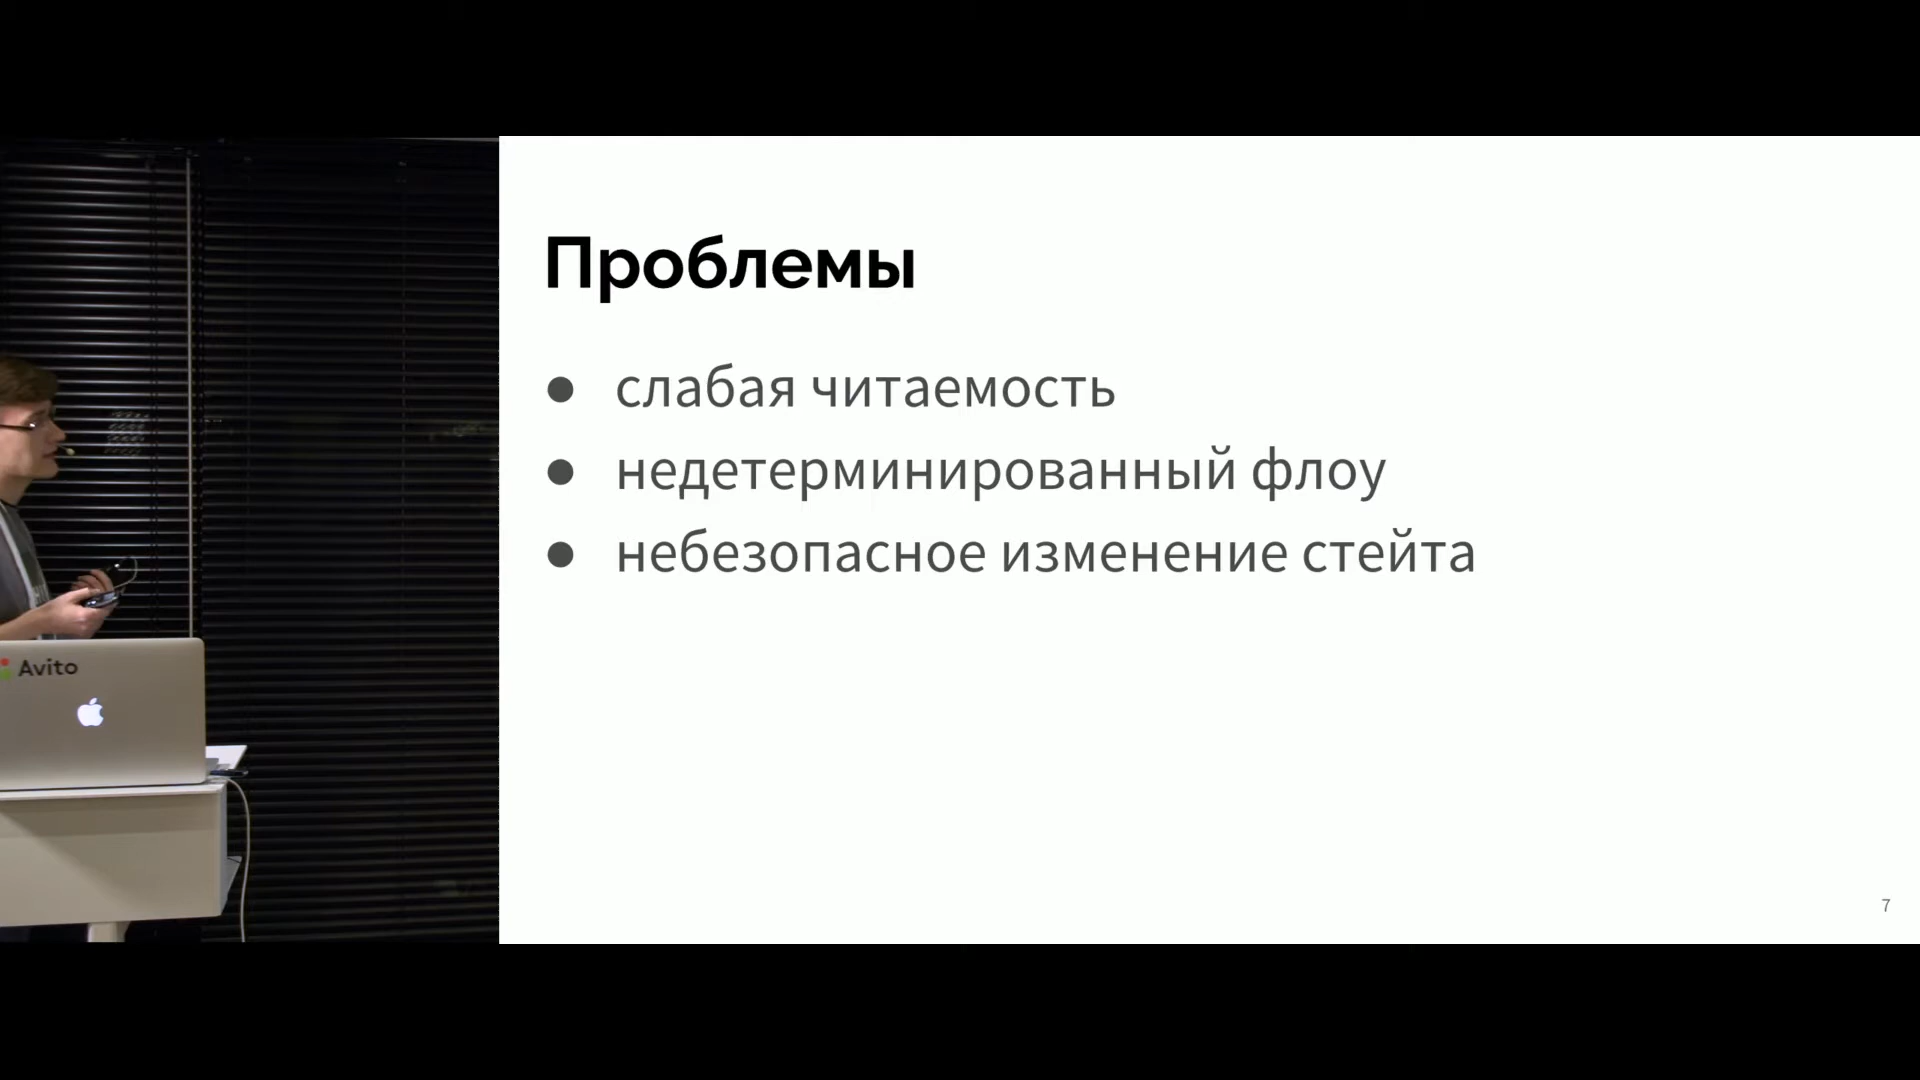 Проблемы
● слабая читаемость
● недетерминированный флоу
● небезопасное изменение стейта
7
Avito